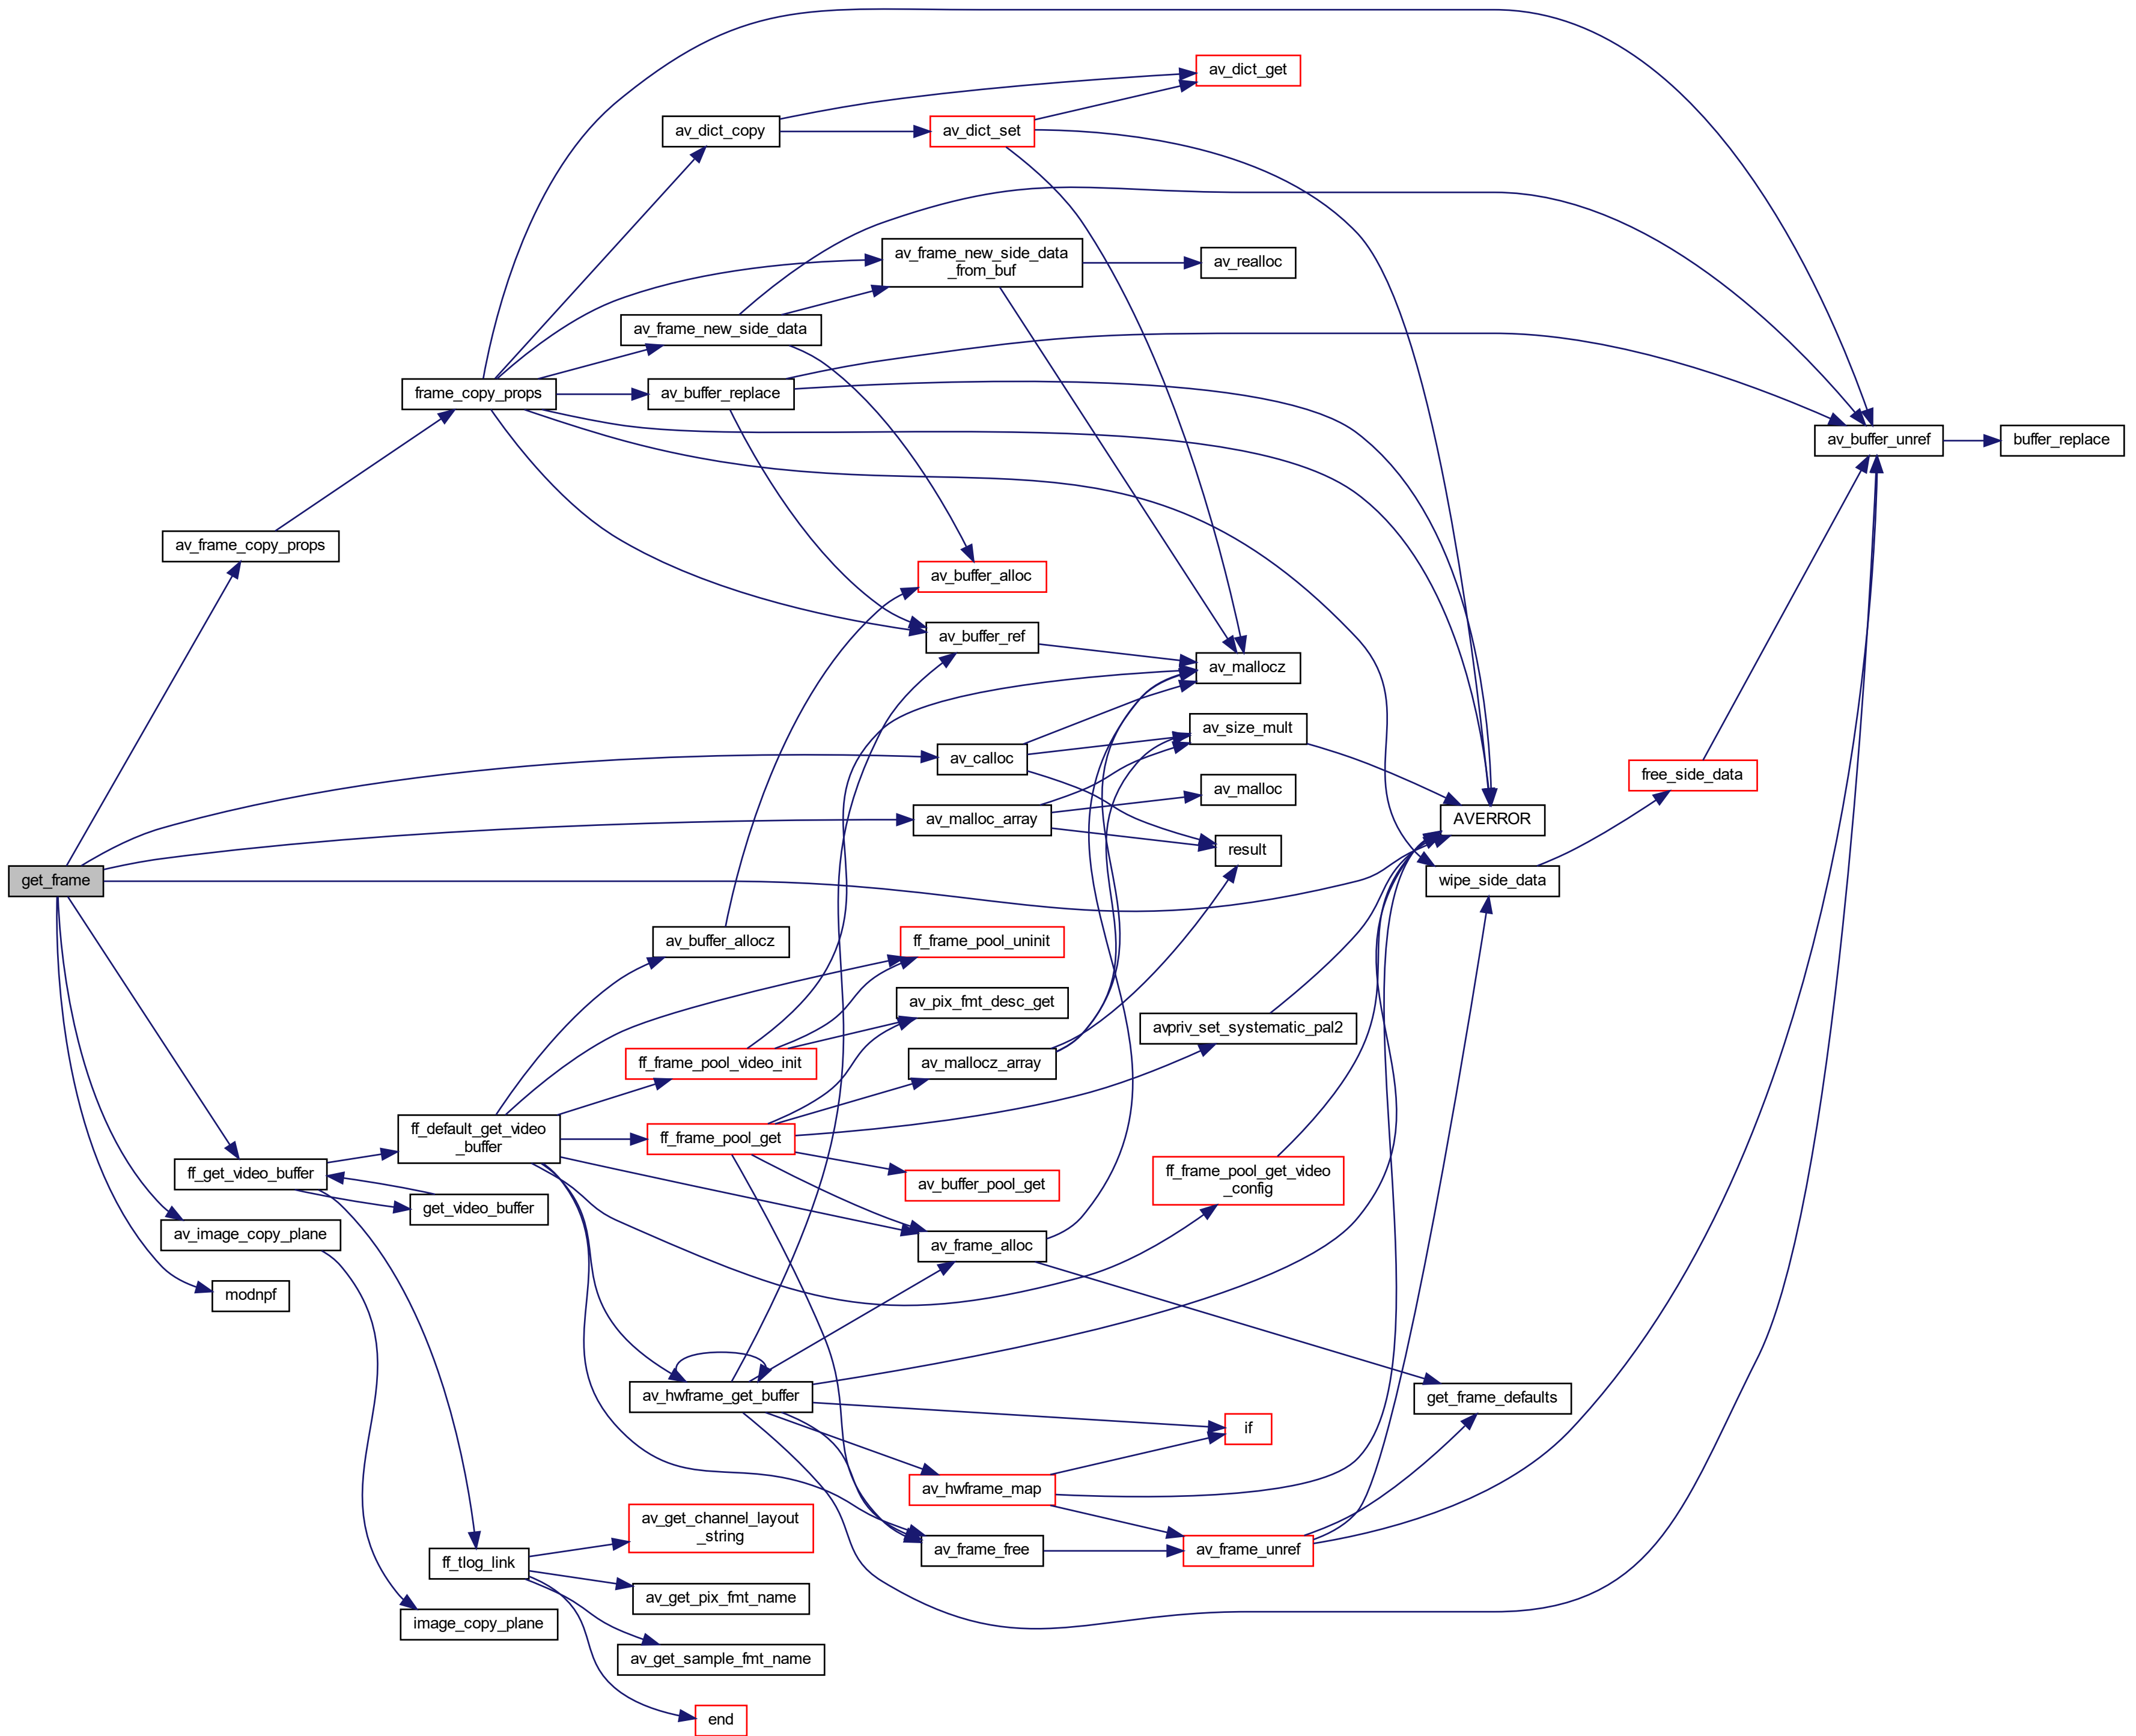 av_dict_get
av_dict_copy
av_dict_set
av_frame_new_side_data
_from_buf
av_realloc
av_frame_new_side_data
frame_copy_props
av_buffer_replace
av_buffer_unref
buffer_replace
av_frame_copy_props
av_buffer_alloc
av_buffer_ref
av_mallocz
av_size_mult
av_calloc
free_side_data
av_malloc
av_malloc_array
AVERROR
result
get_frame
wipe_side_data
av_buffer_allocz
ff_frame_pool_uninit
av_pix_fmt_desc_get
avpriv_set_systematic_pal2
ff_frame_pool_video_init
av_mallocz_array
ff_default_get_video
_buffer
ff_frame_pool_get
ff_get_video_buffer
ff_frame_pool_get_video
_config
av_buffer_pool_get
get_video_buffer
av_image_copy_plane
av_frame_alloc
modnpf
av_hwframe_get_buffer
get_frame_defaults
if
av_hwframe_map
av_get_channel_layout
_string
av_frame_free
av_frame_unref
ff_tlog_link
av_get_pix_fmt_name
image_copy_plane
av_get_sample_fmt_name
end